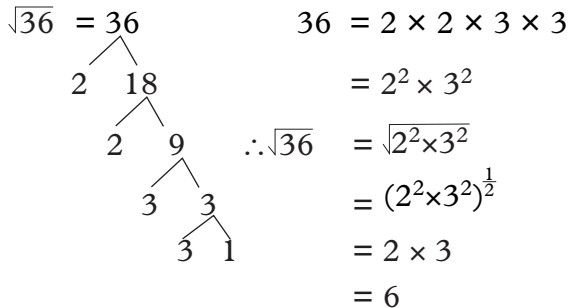 √36 = 36
2 18
2 9
3 3
3 1
36 = 2 × 2 × 3 × 3
= 2² × 3²
∴√36 = √2²×3²
= (2²×3²)^½
= 2 × 3
= 6